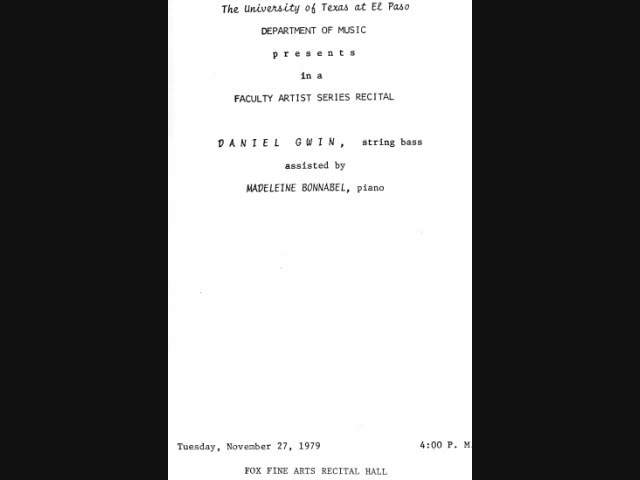 The University of Texas at El Paso
DEPARTMENT OF MUSIC
p r e s e n t s
in a
FACULTY ARTIST SERIES RECITAL
D A N I E L G W I N , string bass
assisted by
MADELEINE BONNABEL, piano
Tuesday, November 27, 1979 4:00 P. M
FOX FINE ARTS RECITAL HALL